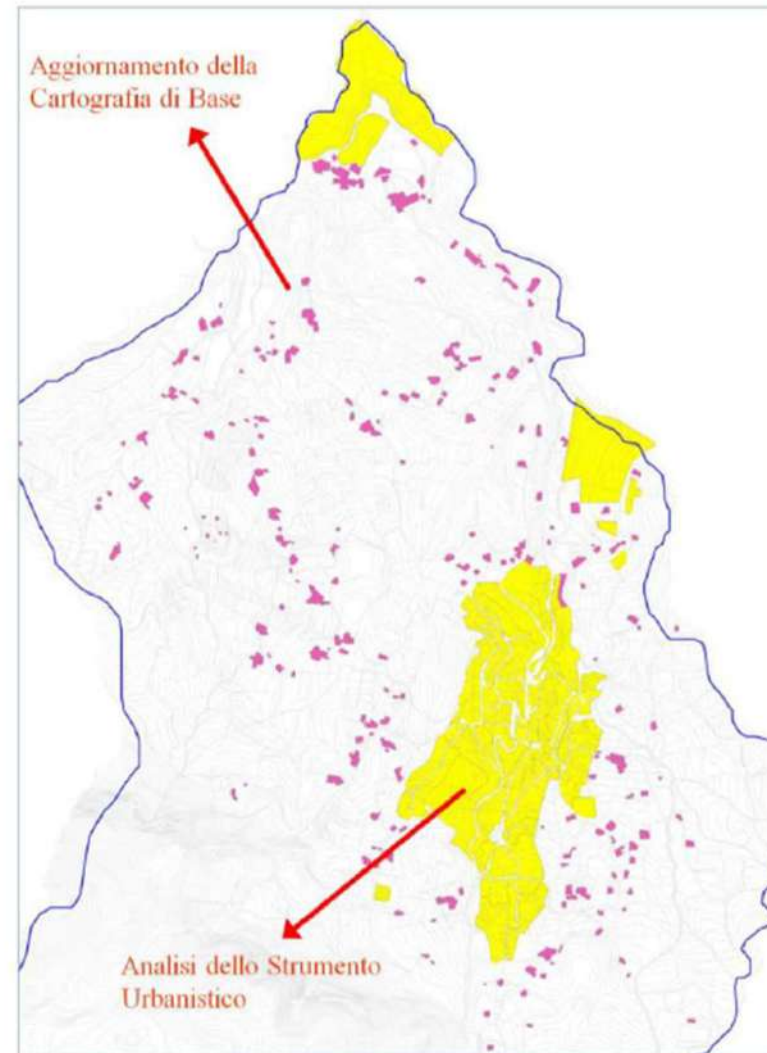 Aggiornamento della
Cartografia di Base
Analisi dello Strumento
Urbanistico